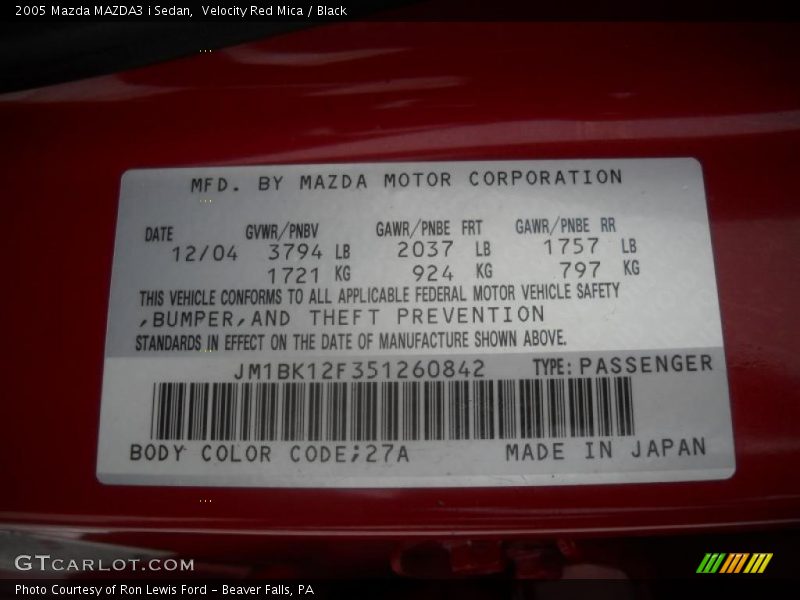 2005 Mazda MAZDA3 i Sedan,  Velocity Red Mica / Black
MFD. BY MAZDA MOTOR CORPORATION
DATE GVWR/PNBV GAWR/PNBE FRT GAWR/PNBE RR
12/04 3794 LB 2037 LB 1757 LB
1721 KG 924 KG 797 KG
THIS VEHICLE CONFORMS TO ALL APPLICABLE FEDERAL MOTOR VEHICLE SAFETY
,BUMPER,AND THEFT PREVENTION
STANDARDS IN EFFECT ON THE DATE OF MANUFACTURE SHOWN ABOVE.
JM1BK12F351260842 TYPE: PASSENGER
BODY COLOR CODE;27A MADE IN JAPAN
GTCARLOT.COM
Photo Courtesy of Ron Lewis Ford - Beaver Falls, PA